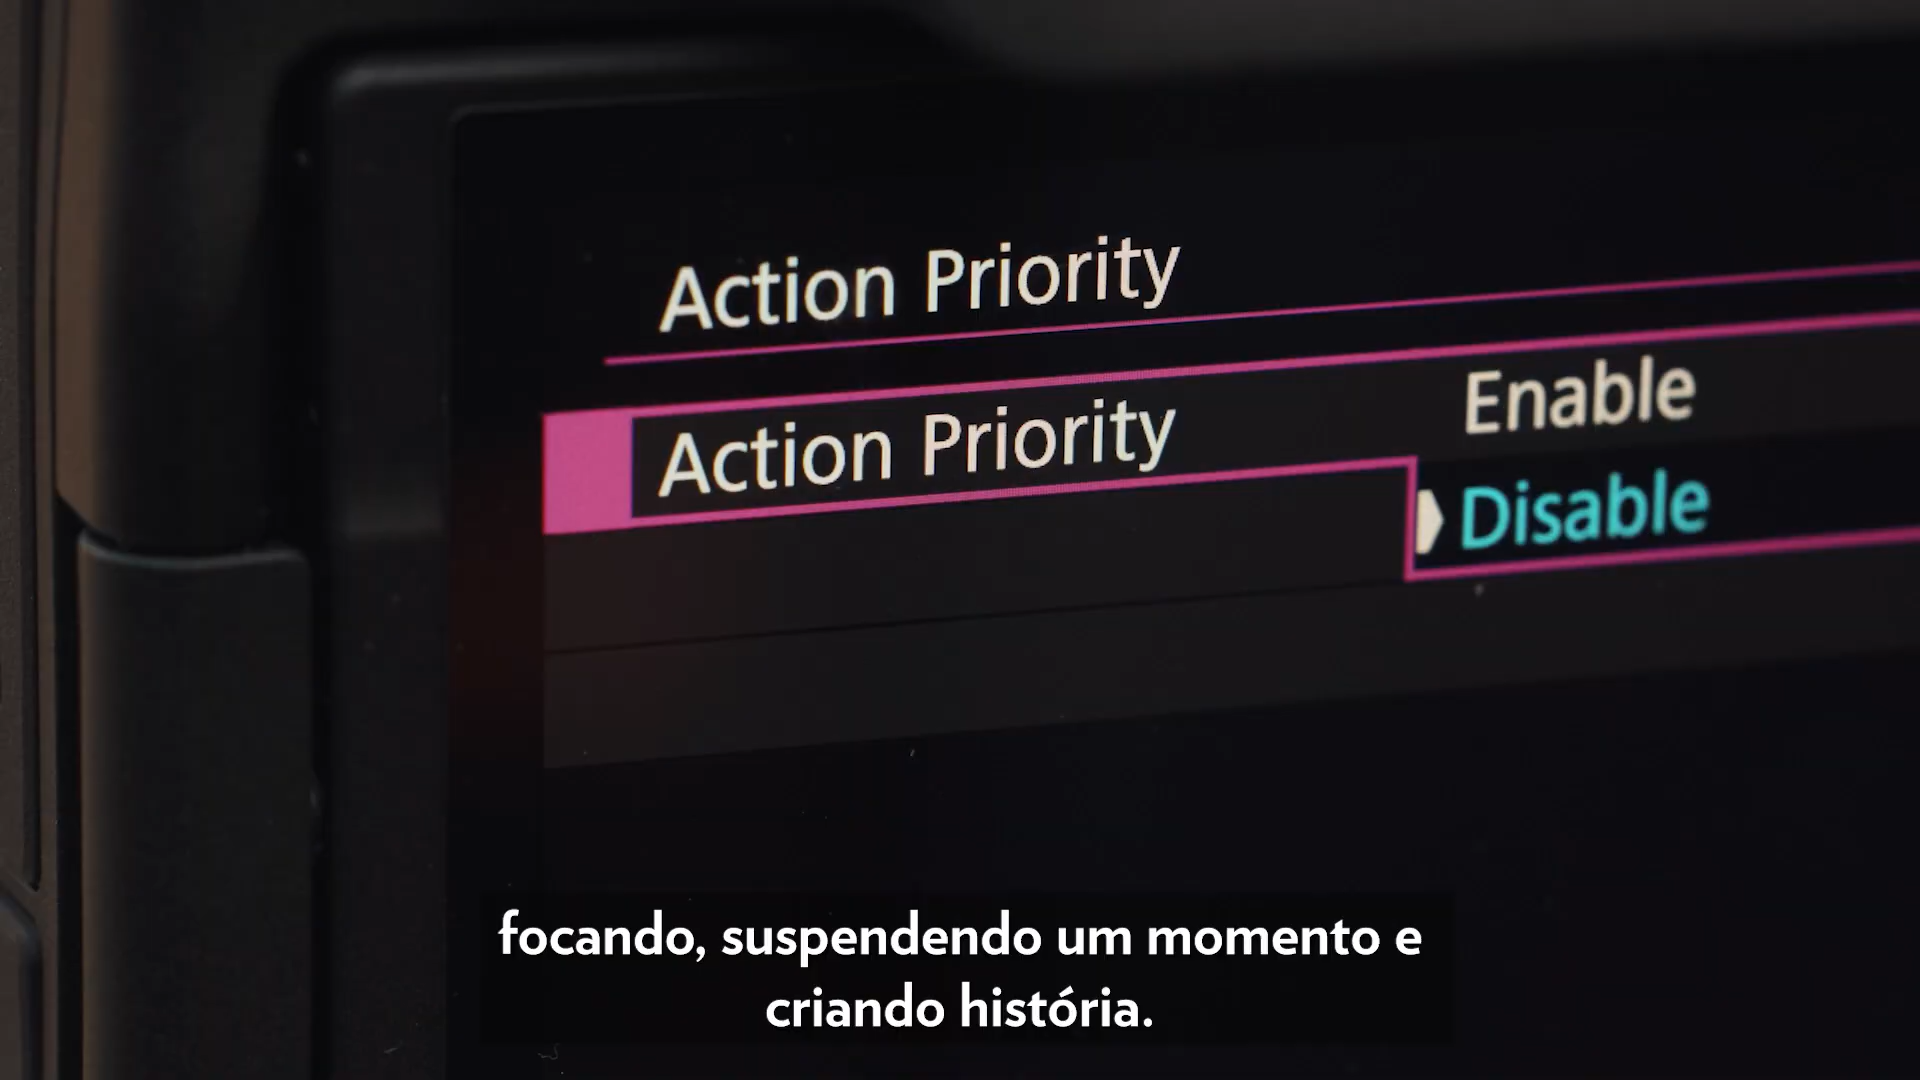 Action Priority
Action Priority
Enable
Disable
focando, suspendendo um momento e
criando história.